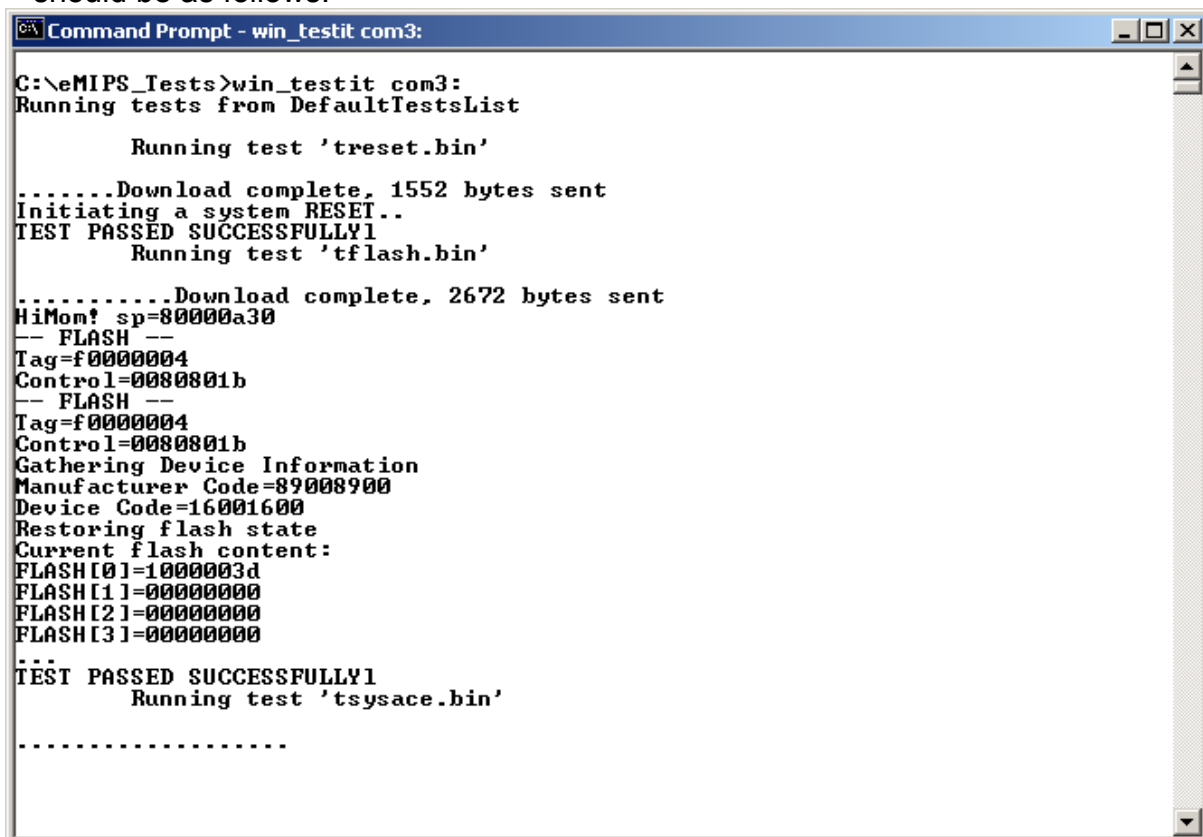 should be as follows:
Command Prompt - win_testit com3:
C:\eMIPS_Tests>win_testit com3:
Running tests from DefaultTestsList
Running test 'treset.bin'
.......Download complete, 1552 bytes sent
Initiating a system RESET..
TEST PASSED SUCCESSFULLY1
Running test 'tflash.bin'
...........Download complete, 2672 bytes sent
HiMom! sp=80000a30
-- FLASH --
Tag=f0000004
Control=0080801b
-- FLASH --
Tag=f0000004
Control=0080801b
Gathering Device Information
Manufacturer Code=89008900
Device Code=16001600
Restoring flash state
Current flash content:
FLASH[0]=1000003d
FLASH[1]=00000000
FLASH[2]=00000000
FLASH[3]=00000000
...
TEST PASSED SUCCESSFULLY1
Running test 'tsysace.bin'
...................